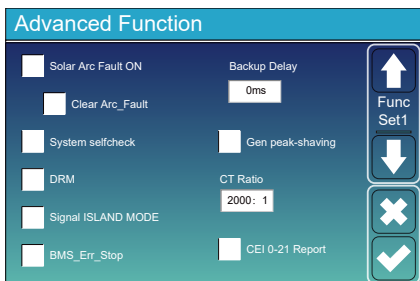 Advanced Function
Solar Arc Fault ON
Backup Delay
0ms
Clear Arc_Fault
Func
Set1
System selfcheck
Gen peak-shaving
DRM
CT Ratio
2000: 1
Signal ISLAND MODE
BMS_Err_Stop
CEI 0-21 Report